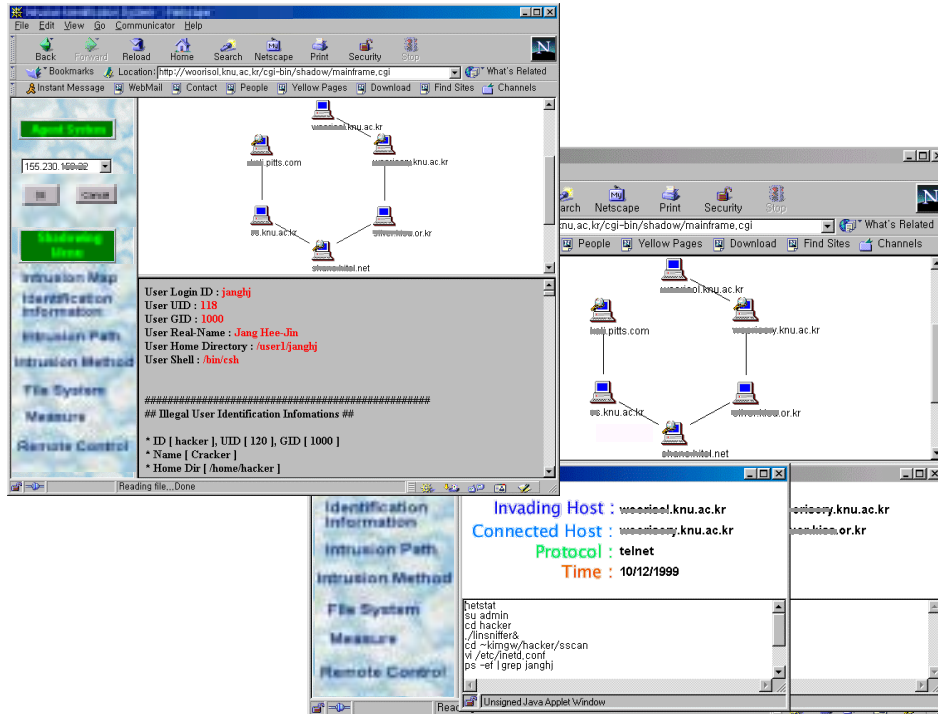 File Edit View Go Communicator Help
Back Forward Reload Home Search Netscape Print Security Stop
Bookmarks Location: http://woorisol.knu.ac.kr/cgi-bin/shadow/mainframe.cgi What's Related
Instant Message WebMail Contact People Yellow Pages Download Find Sites Channels
155.230.
Cancel
Shadowing
Menu
Intrusion Map
Identification
Information
Intrusion Path
Intrusion Method
File System
Measure
Remote Control
.knu.ac.kr
.pitts.com
.knu.ac.kr
.knu.ac.kr
.or.kr
.net
User Login ID : janghj
User UID : 118
User GID : 1000
User Real-Name : Jang Hee-Jin
User Home Directory : /user1/janghj
User Shell : /bin/csh
##################################################
## Illegal User Identification Infomations ##
* ID [ hacker ], UID [ 120 ], GID [ 1000 ]
* Name [ Cracker ]
* Home Dir [ /home/hacker ]
Reading file...Done
arch Netscape Print Security Stop
knu.ac.kr/cgi-bin/shadow/mainframe.cgi What's Related
People Yellow Pages Download Find Sites Channels
.knu.ac.kr
.pitts.com
.knu.ac.kr
.knu.ac.kr
.or.kr
.net
Identification
Information
Intrusion Path
Intrusion Method
File System
Measure
Remote Control
Invading Host : .knu.ac.kr
Connected Host : .knu.ac.kr
Protocol : telnet
Time : 10/12/1999
netstat
su admin
cd hacker
./linsniffer&
cd ~kimgw/hacker/sscan
vi /etc/inetd.conf
ps -ef |grep janghj
Unsigned Java Applet Window
.knu.ac.kr
.or.kr
Reac